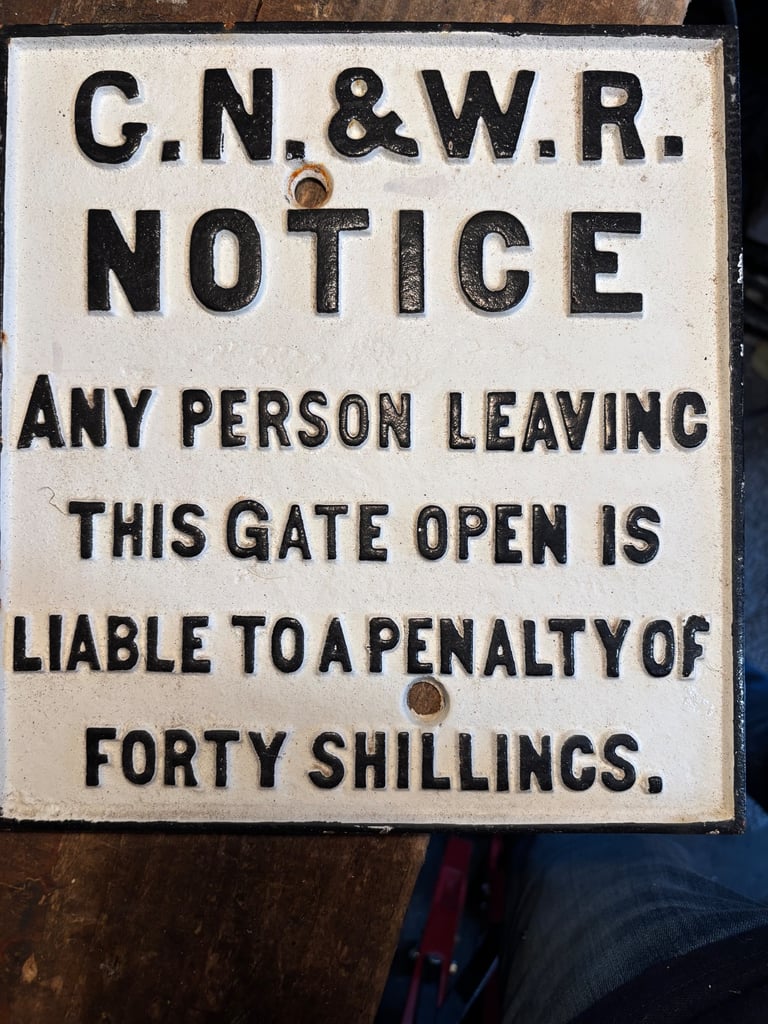 G.N.&W.R.
NOTICE
ANY PERSON LEAVING
THIS GATE OPEN IS
LIABLE TO A PENALTY OF
FORTY SHILLINGS.